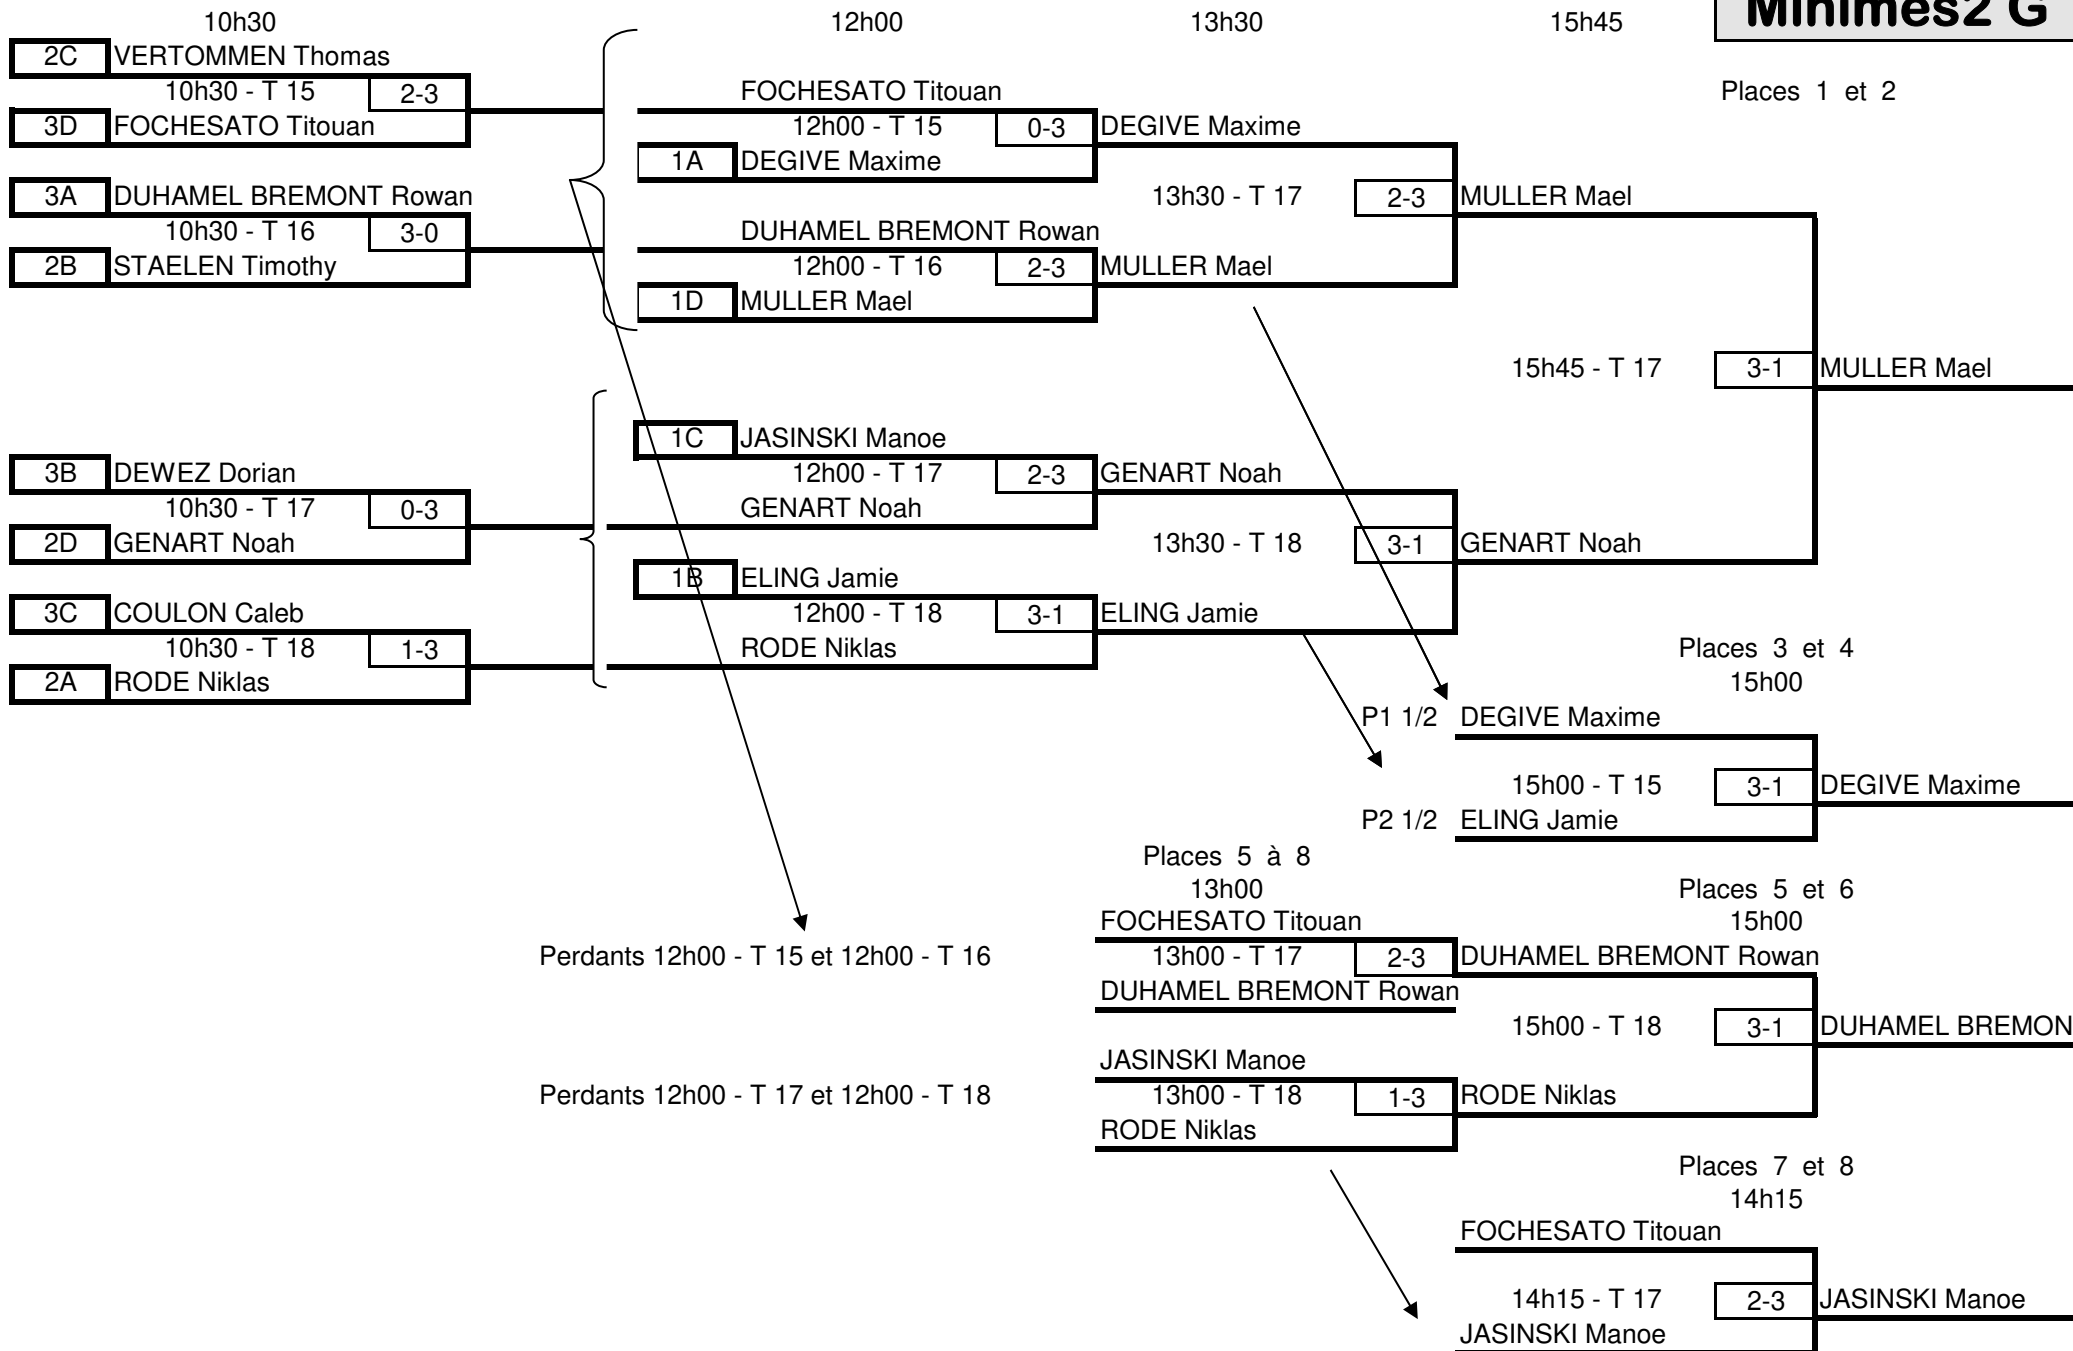 10h30 12h00 13h30 15h45 Minimes2 G
2C VERTOMMEN Thomas
10h30 - T 15 2-3 FOCHESATO Titouan Places 1 et 2
3D FOCHESATO Titouan 12h00 - T 15 0-3 DEGIVE Maxime
1A DEGIVE Maxime
3A DUHAMEL BREMONT Rowan 13h30 - T 17 2-3 MULLER Mael
10h30 - T 16 3-0 DUHAMEL BREMONT Rowan
2B STAELEN Timothy 12h00 - T 16 2-3 MULLER Mael
1D MULLER Mael
15h45 - T 17 3-1 MULLER Mael
1C JASINSKI Manoe
3B DEWEZ Dorian 12h00 - T 17 2-3 GENART Noah
10h30 - T 17 0-3 GENART Noah
2D GENART Noah 13h30 - T 18 3-1 GENART Noah
1B ELING Jamie
3C COULON Caleb 12h00 - T 18 3-1 ELING Jamie
10h30 - T 18 1-3 RODE Niklas Places 3 et 4
2A RODE Niklas 15h00
P1 1/2 DEGIVE Maxime
15h00 - T 15 3-1 DEGIVE Maxime
P2 1/2 ELING Jamie
Places 5 à 8
13h00 Places 5 et 6
FOCHESATO Titouan 15h00
Perdants 12h00 - T 15 et 12h00 - T 16 13h00 - T 17 2-3 DUHAMEL BREMONT Rowan
DUHAMEL BREMONT Rowan
15h00 - T 18 3-1 DUHAMEL BREMON
JASINSKI Manoe
Perdants 12h00 - T 17 et 12h00 - T 18 13h00 - T 18 1-3 RODE Niklas
RODE Niklas
Places 7 et 8
14h15
FOCHESATO Titouan
14h15 - T 17 2-3 JASINSKI Manoe
JASINSKI Manoe